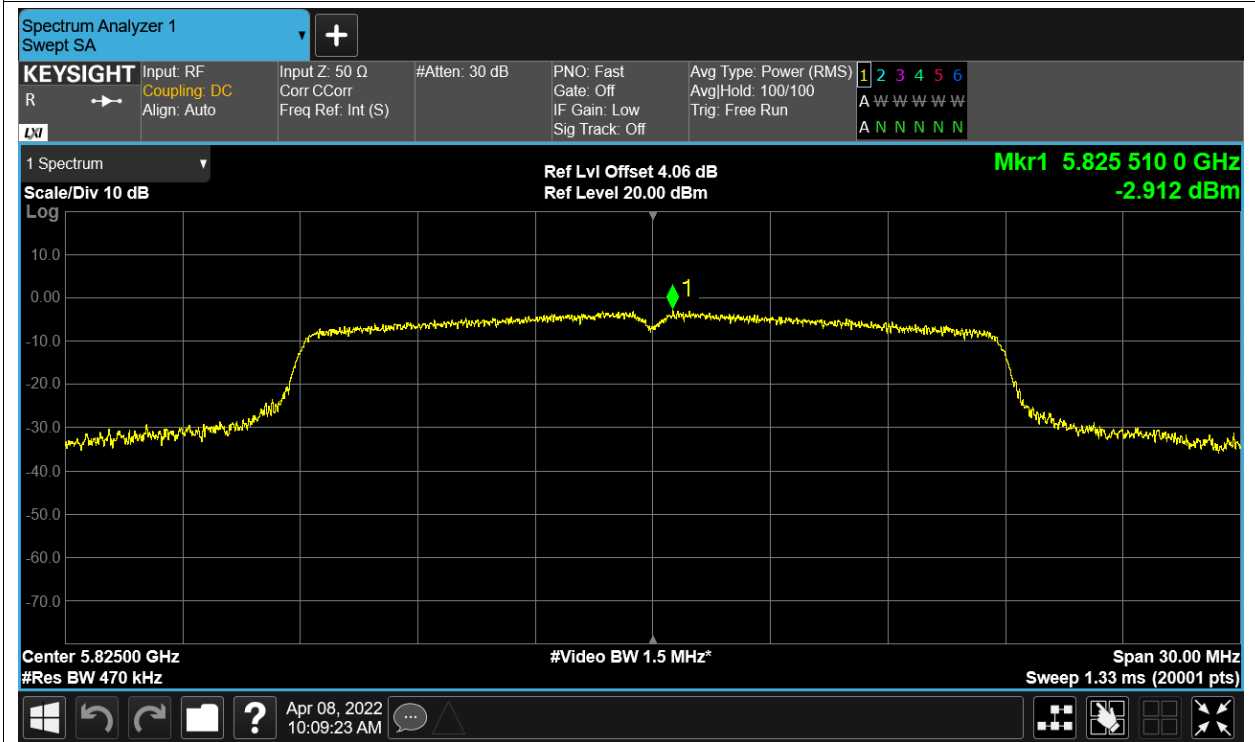 Spectrum Analyzer 1
Swept SA
+
KEYSIGHT
R
LXI
Input: RF
Coupling: DC
Align: Auto
Input Z: 50 Ω
Corr CCorr
Freq Ref: Int (S)
#Atten: 30 dB
PNO: Fast
Gate: Off
IF Gain: Low
Sig Track: Off
Avg Type: Power (RMS)
Avg|Hold: 100/100
Trig: Free Run
1 2 3 4 5 6
A W W W W W
A N N N N N
1 Spectrum
Scale/Div 10 dB
Log
Ref Lvl Offset 4.06 dB
Ref Level 20.00 dBm
Mkr1 5.825 510 0 GHz
-2.912 dBm
10.0
0.00
-10.0
-20.0
-30.0
-40.0
-50.0
-60.0
-70.0
1
Center 5.82500 GHz
#Res BW 470 kHz
#Video BW 1.5 MHz*
Span 30.00 MHz
Sweep 1.33 ms (20001 pts)
?
Apr 08, 2022
10:09:23 AM